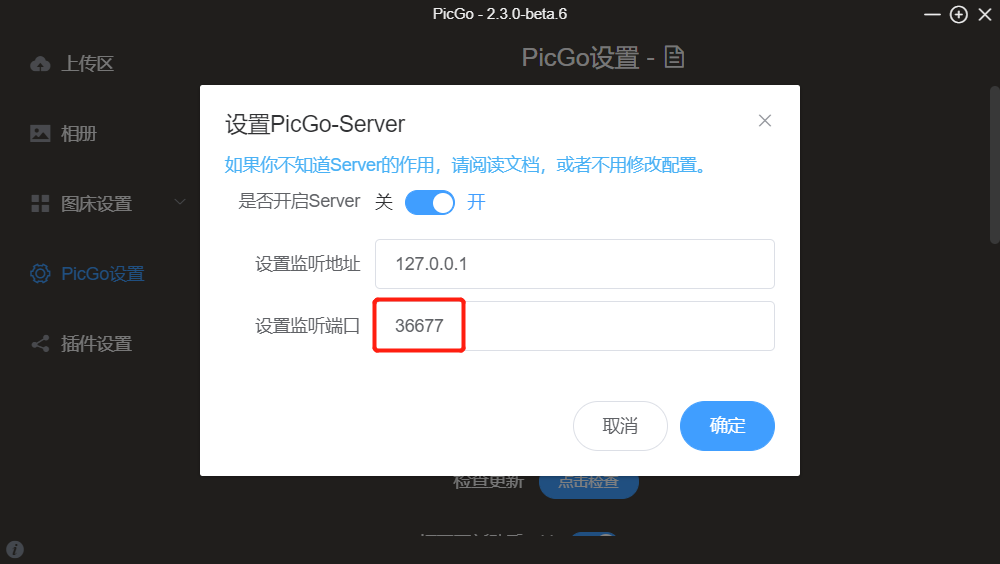 PicGo - 2.3.0-beta.6
上传区
PicGo设置 -
相册
图床设置
PicGo设置
插件设置
设置PicGo-Server
如果你不知道Server的作用，请阅读文档，或者不用修改配置。
是否开启Server 关 开
设置监听地址 127.0.0.1
设置监听端口 36677
取消 确定
检查更新 点击检查